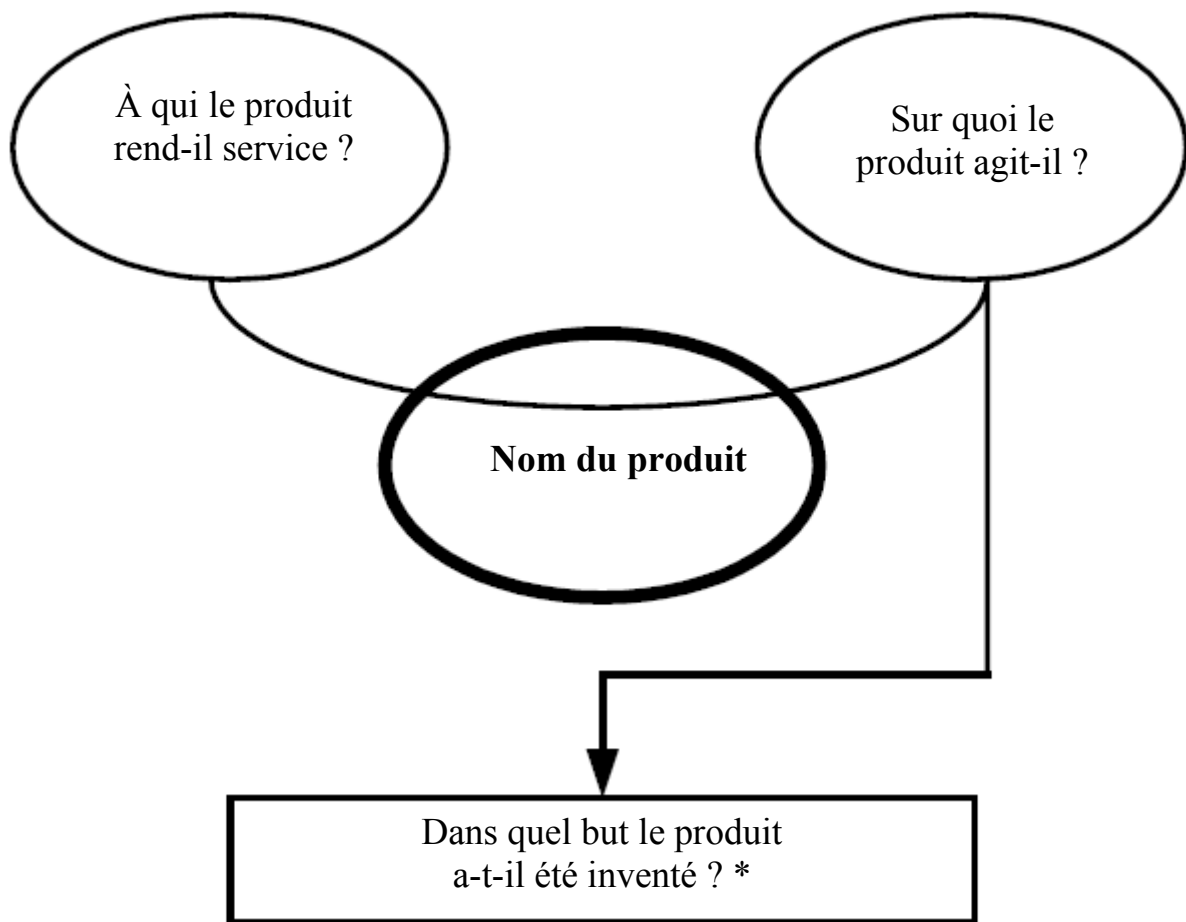 À qui le produit
rend-il service ?
Sur quoi le
produit agit-il ?
Nom du produit
Dans quel but le produit
a-t-il été inventé ? *